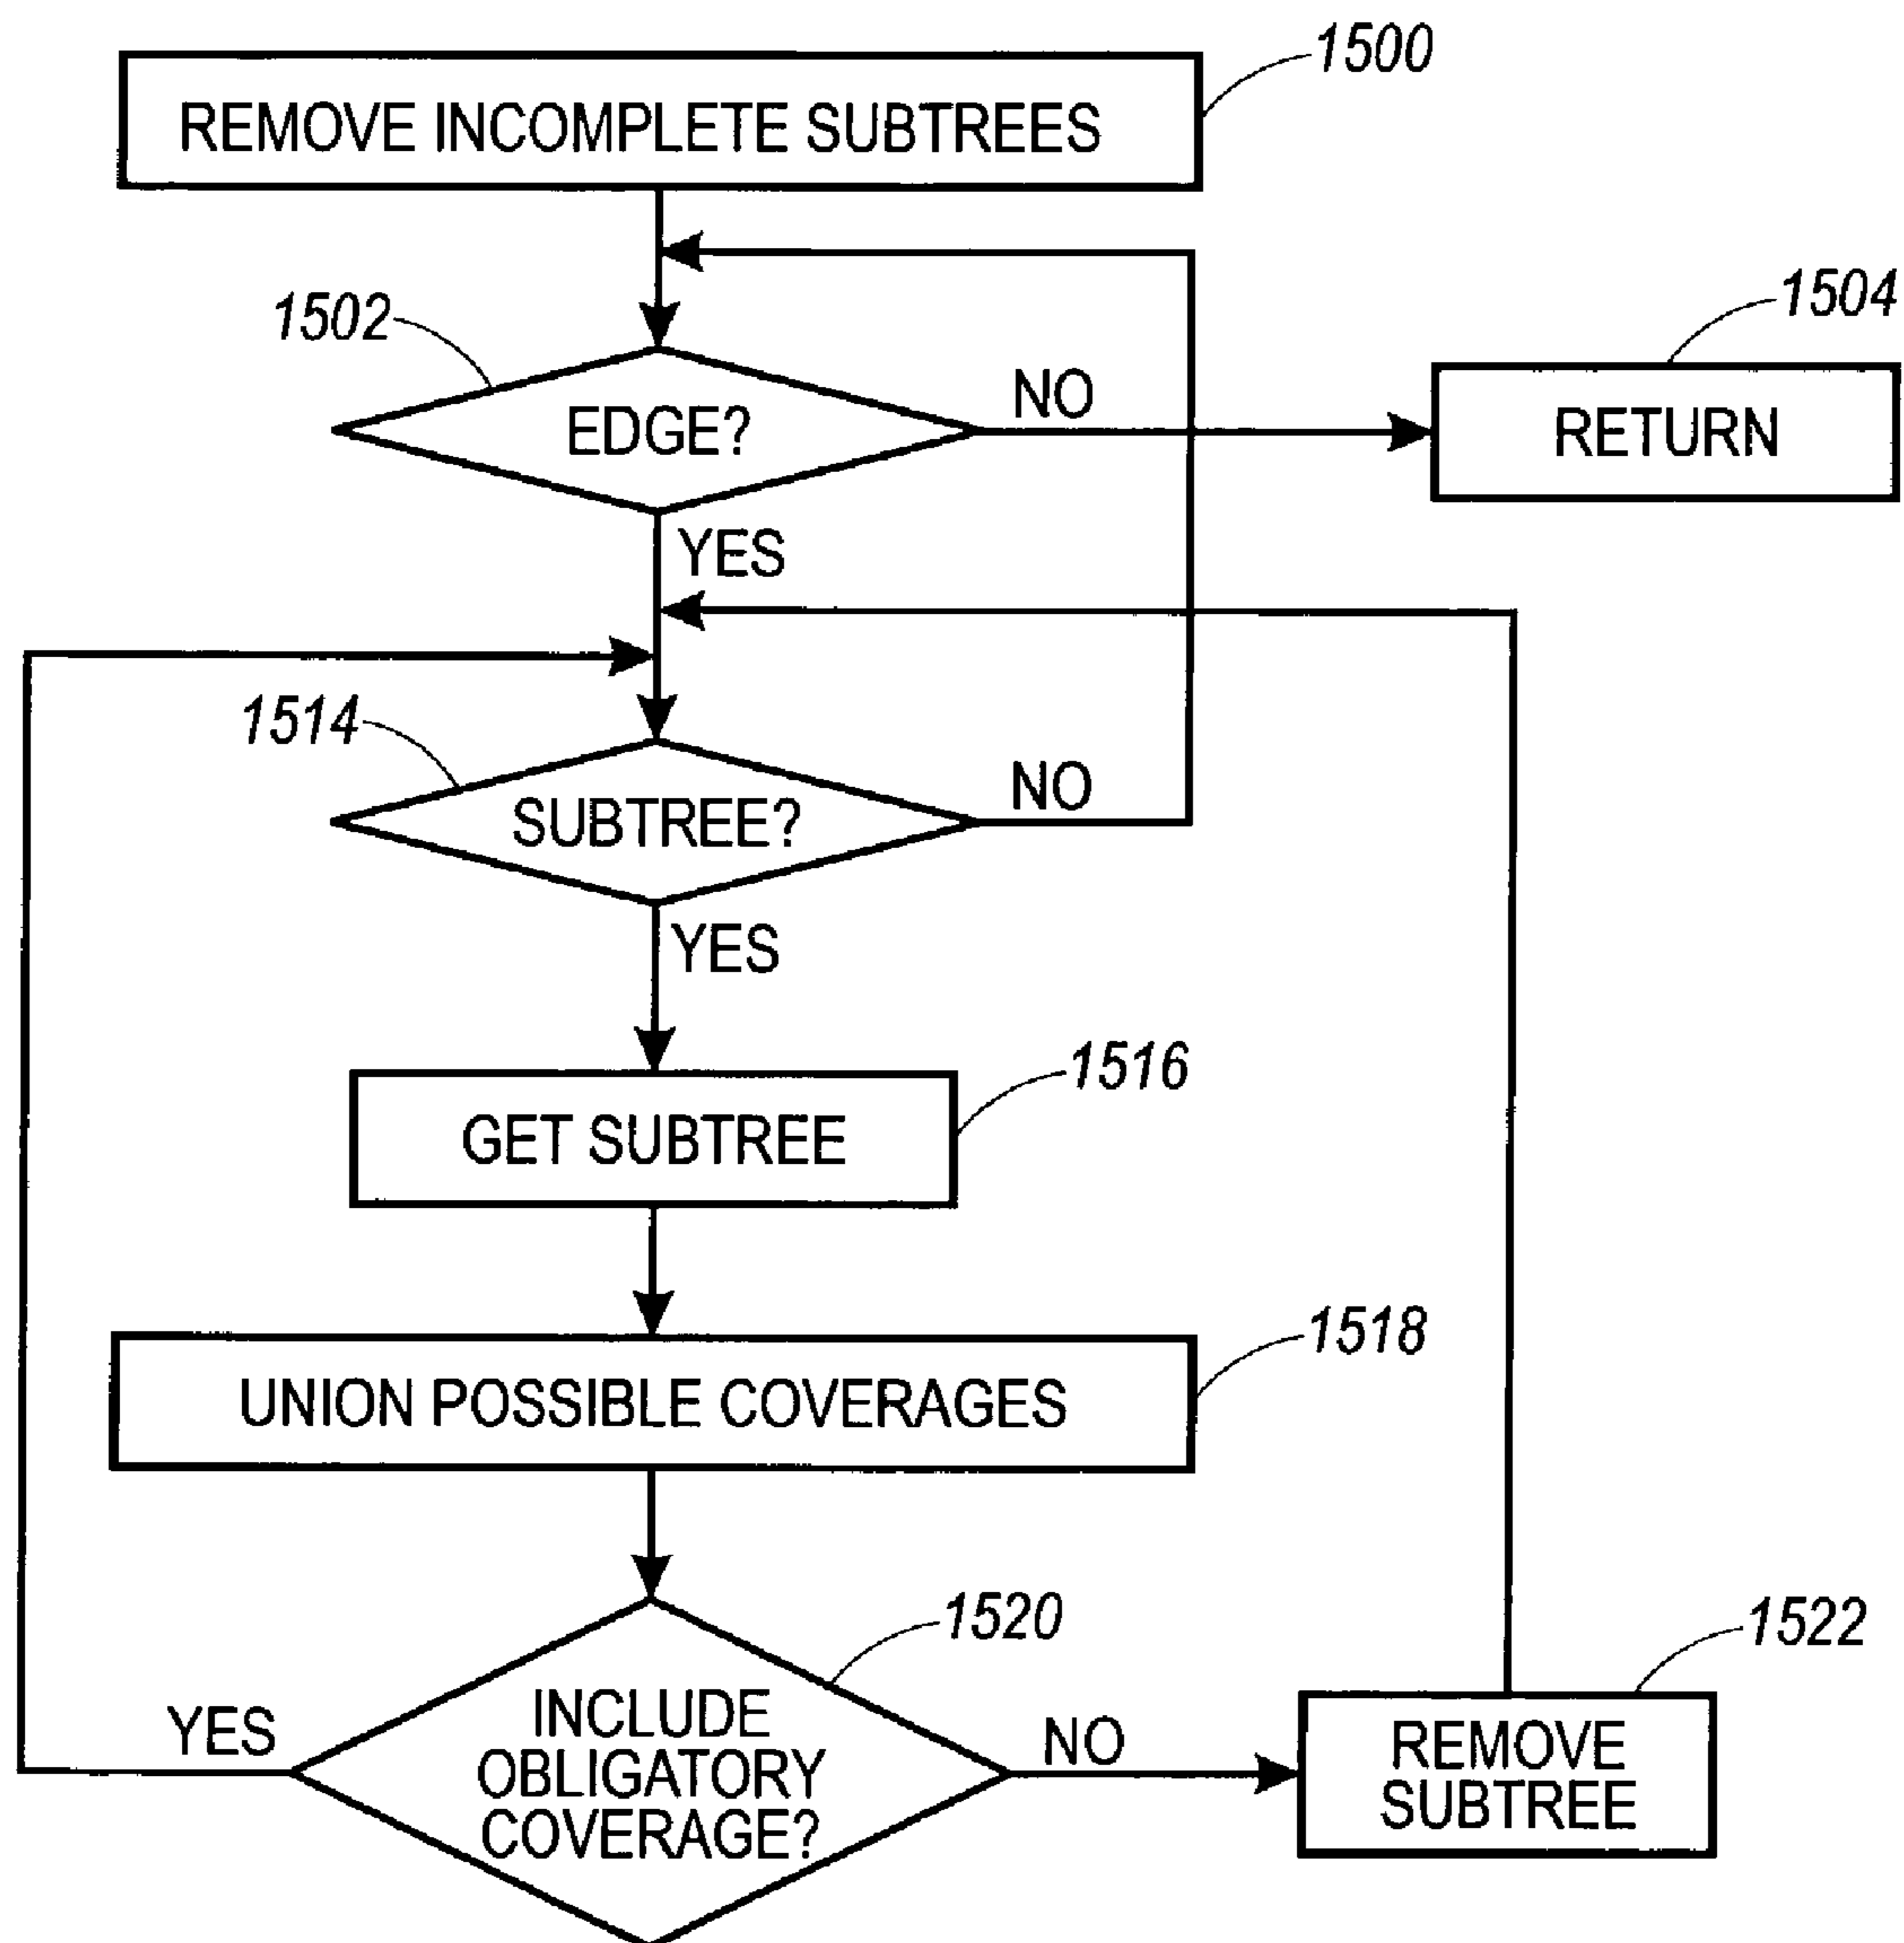 1500
REMOVE INCOMPLETE SUBTREES
1502
1504
NO
EDGE?
RETURN
YES
1514
NO
SUBTREE?
YES
1516
GET SUBTREE
1518
UNION POSSIBLE COVERAGES
1520
1522
YES
INCLUDE
OBLIGATORY
COVERAGE?
NO
REMOVE
SUBTREE